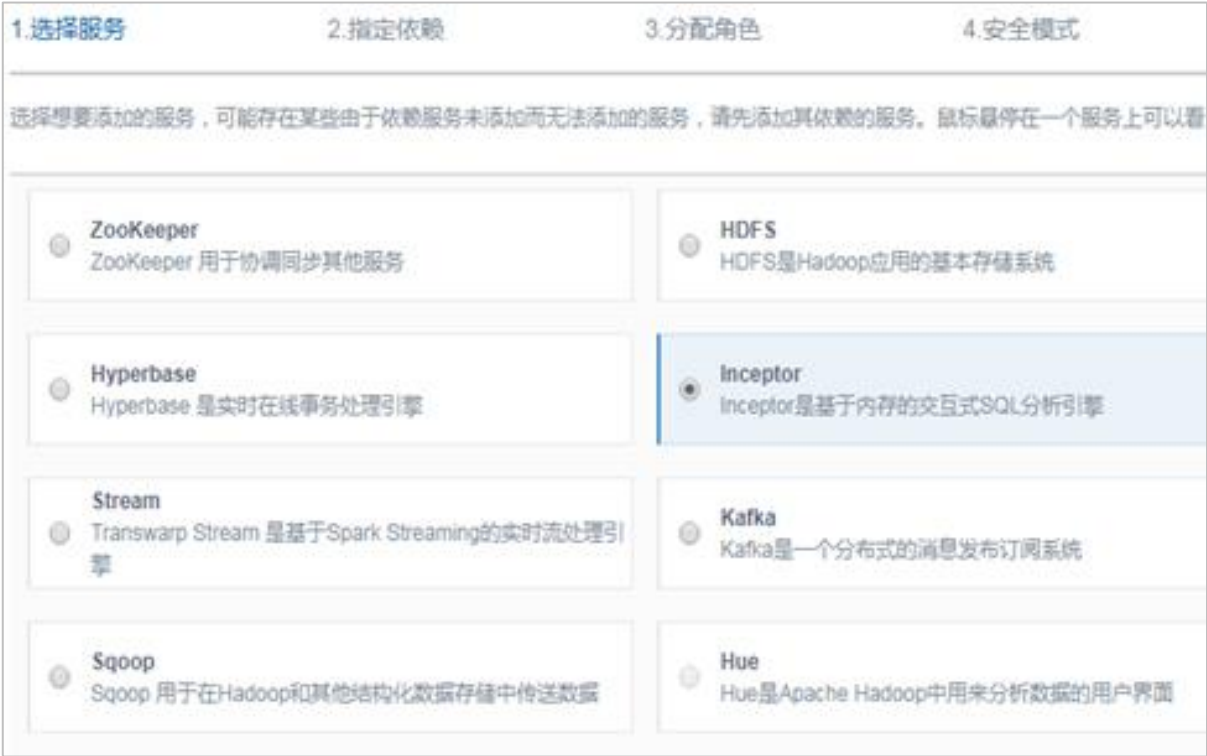 1.选择服务 2.指定依赖 3.分配角色 4.安全模式
选择想要添加的服务，可能存在某些由于依赖服务未添加而无法添加的服务，请先添加其依赖的服务。鼠标悬停在一个服务上可以看
ZooKeeper
ZooKeeper 用于协调同步其他服务
HDFS
HDFS是Hadoop应用的基本存储系统
Hyperbase
Hyperbase 是实时在线事务处理引擎
Inceptor
Inceptor是基于内存的交互式SQL分析引擎
Stream
Transwarp Stream 是基于Spark Streaming的实时流处理引
擎
Kafka
Kafka是一个分布式的消息发布订阅系统
Sqoop
Sqoop 用于在Hadoop和其他结构化数据存储中传送数据
Hue
Hue是Apache Hadoop中用来分析数据的用户界面